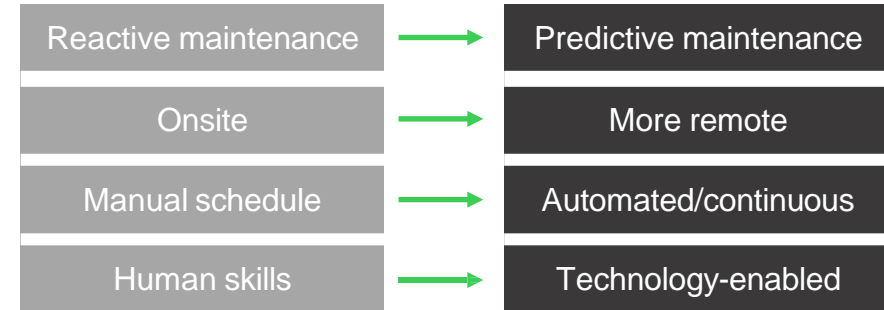 Reactive maintenance
Predictive maintenance
Onsite
More remote
Manual schedule
Automated/continuous
Human skills
Technology-enabled